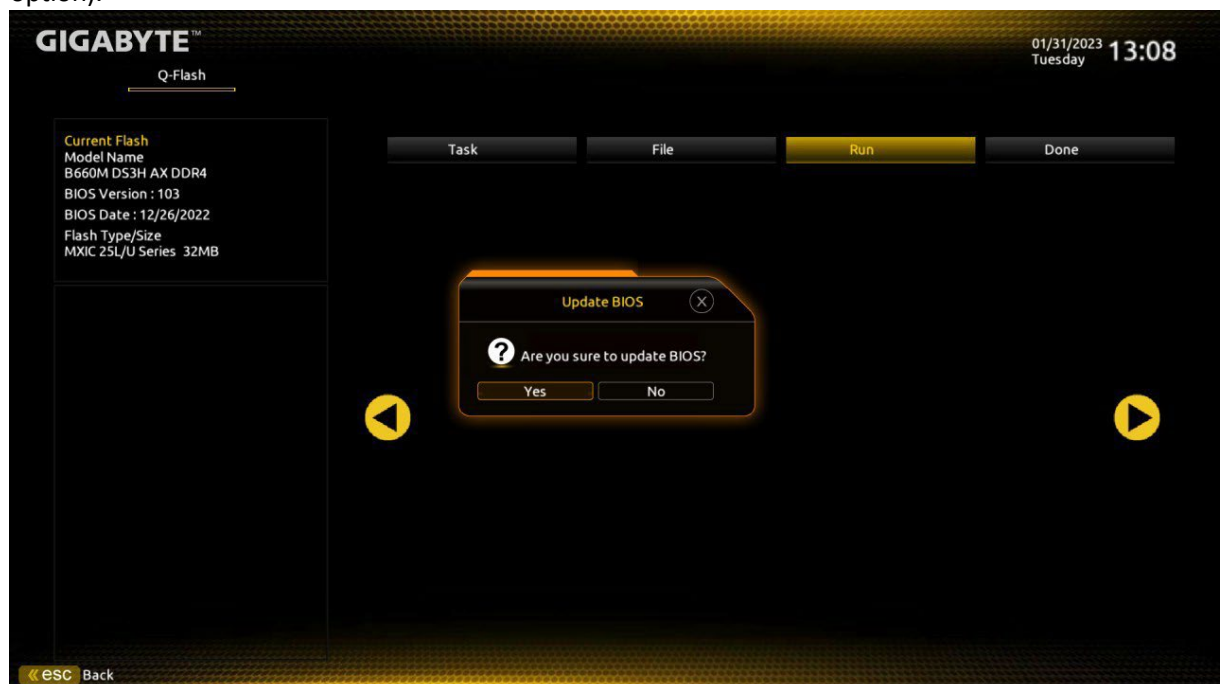 option).
GIGABYTE™
01/31/2023
Tuesday
13:08
Q-Flash
Current Flash
Model Name
B660M DS3H AX DDR4
BIOS Version : 103
BIOS Date : 12/26/2022
Flash Type/Size
MXIC 25L/U Series 32MB
Task
File
Run
Done
Update BIOS
Are you sure to update BIOS?
Yes
No
esc Back